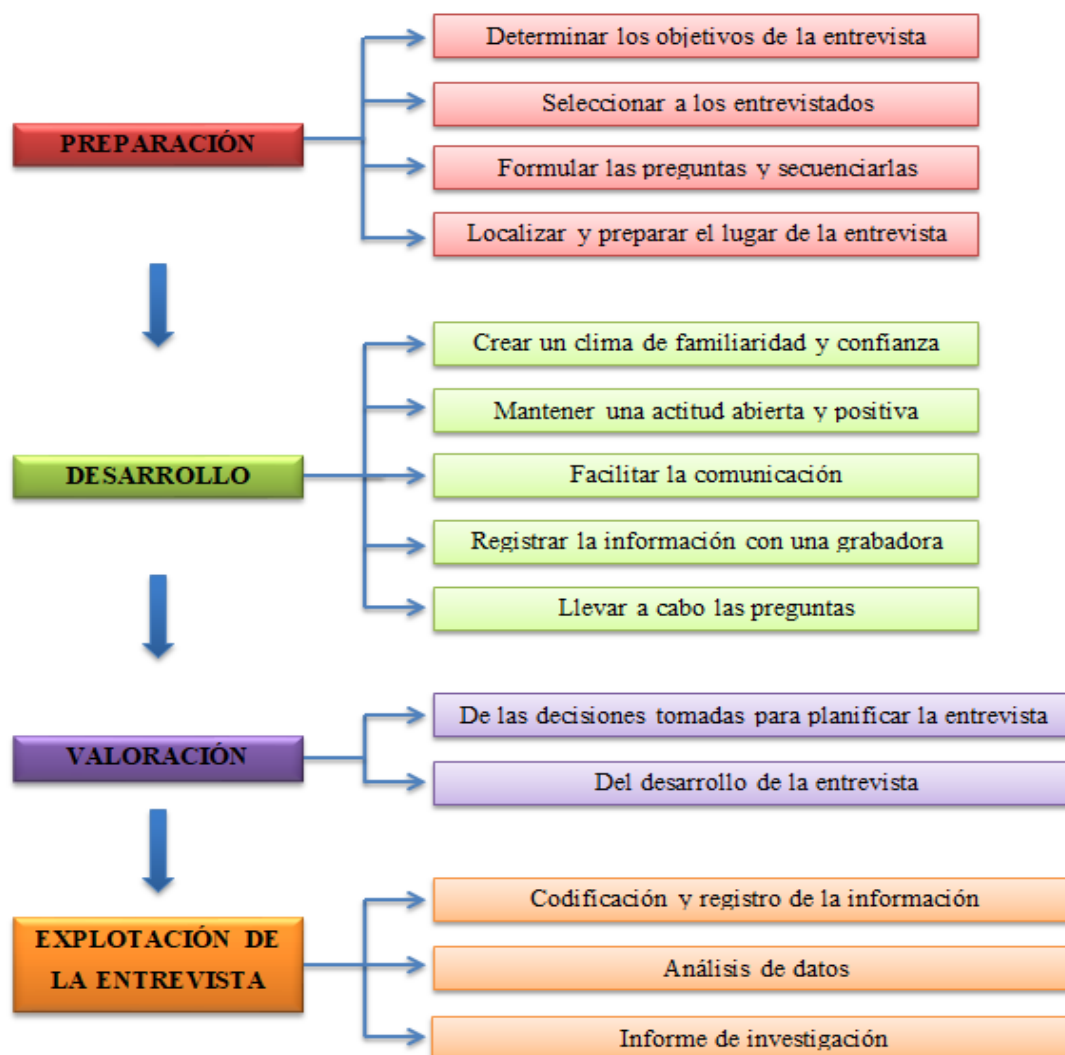 PREPARACIÓN
Determinar los objetivos de la entrevista
Seleccionar a los entrevistados
Formular las preguntas y secuenciarlas
Localizar y preparar el lugar de la entrevista
DESARROLLO
Crear un clima de familiaridad y confianza
Mantener una actitud abierta y positiva
Facilitar la comunicación
Registrar la información con una grabadora
Llevar a cabo las preguntas
VALORACIÓN
De las decisiones tomadas para planificar la entrevista
Del desarrollo de la entrevista
EXPLOTACIÓN DE
LA ENTREVISTA
Codificación y registro de la información
Análisis de datos
Informe de investigación